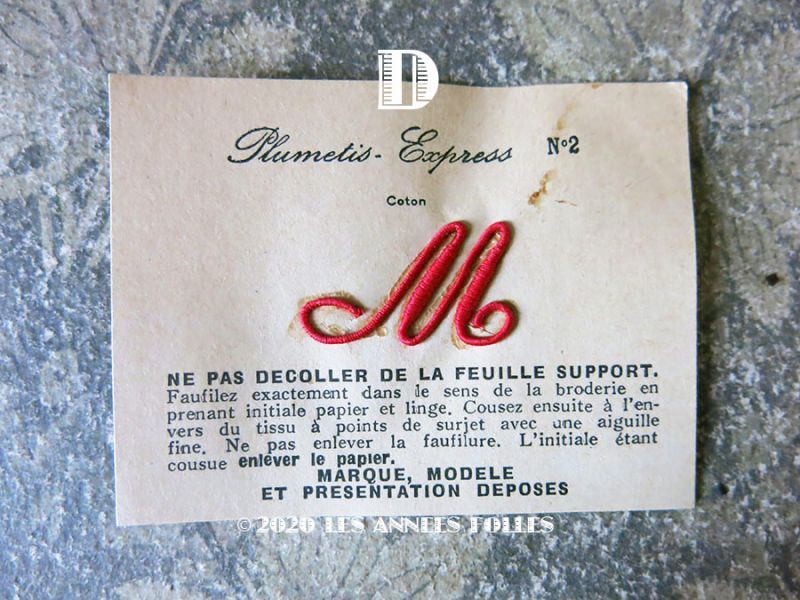 D
Plumetis-Express N°2
Coton
M
NE PAS DECOLLER DE LA FEUILLE SUPPORT.
Faufilez exactement dans le sens de la broderie en
prenant initiale papier et linge. Cousez ensuite à l'en-
vers du tissu à points de surjet avec une aiguille
fine. Ne pas enlever la faufilure. L'initiale étant
cousue enlever le papier.
MARQUE, MODELE
ET PRESENTATION DEPOSES
© 2020 LES ANNEES FOLLES